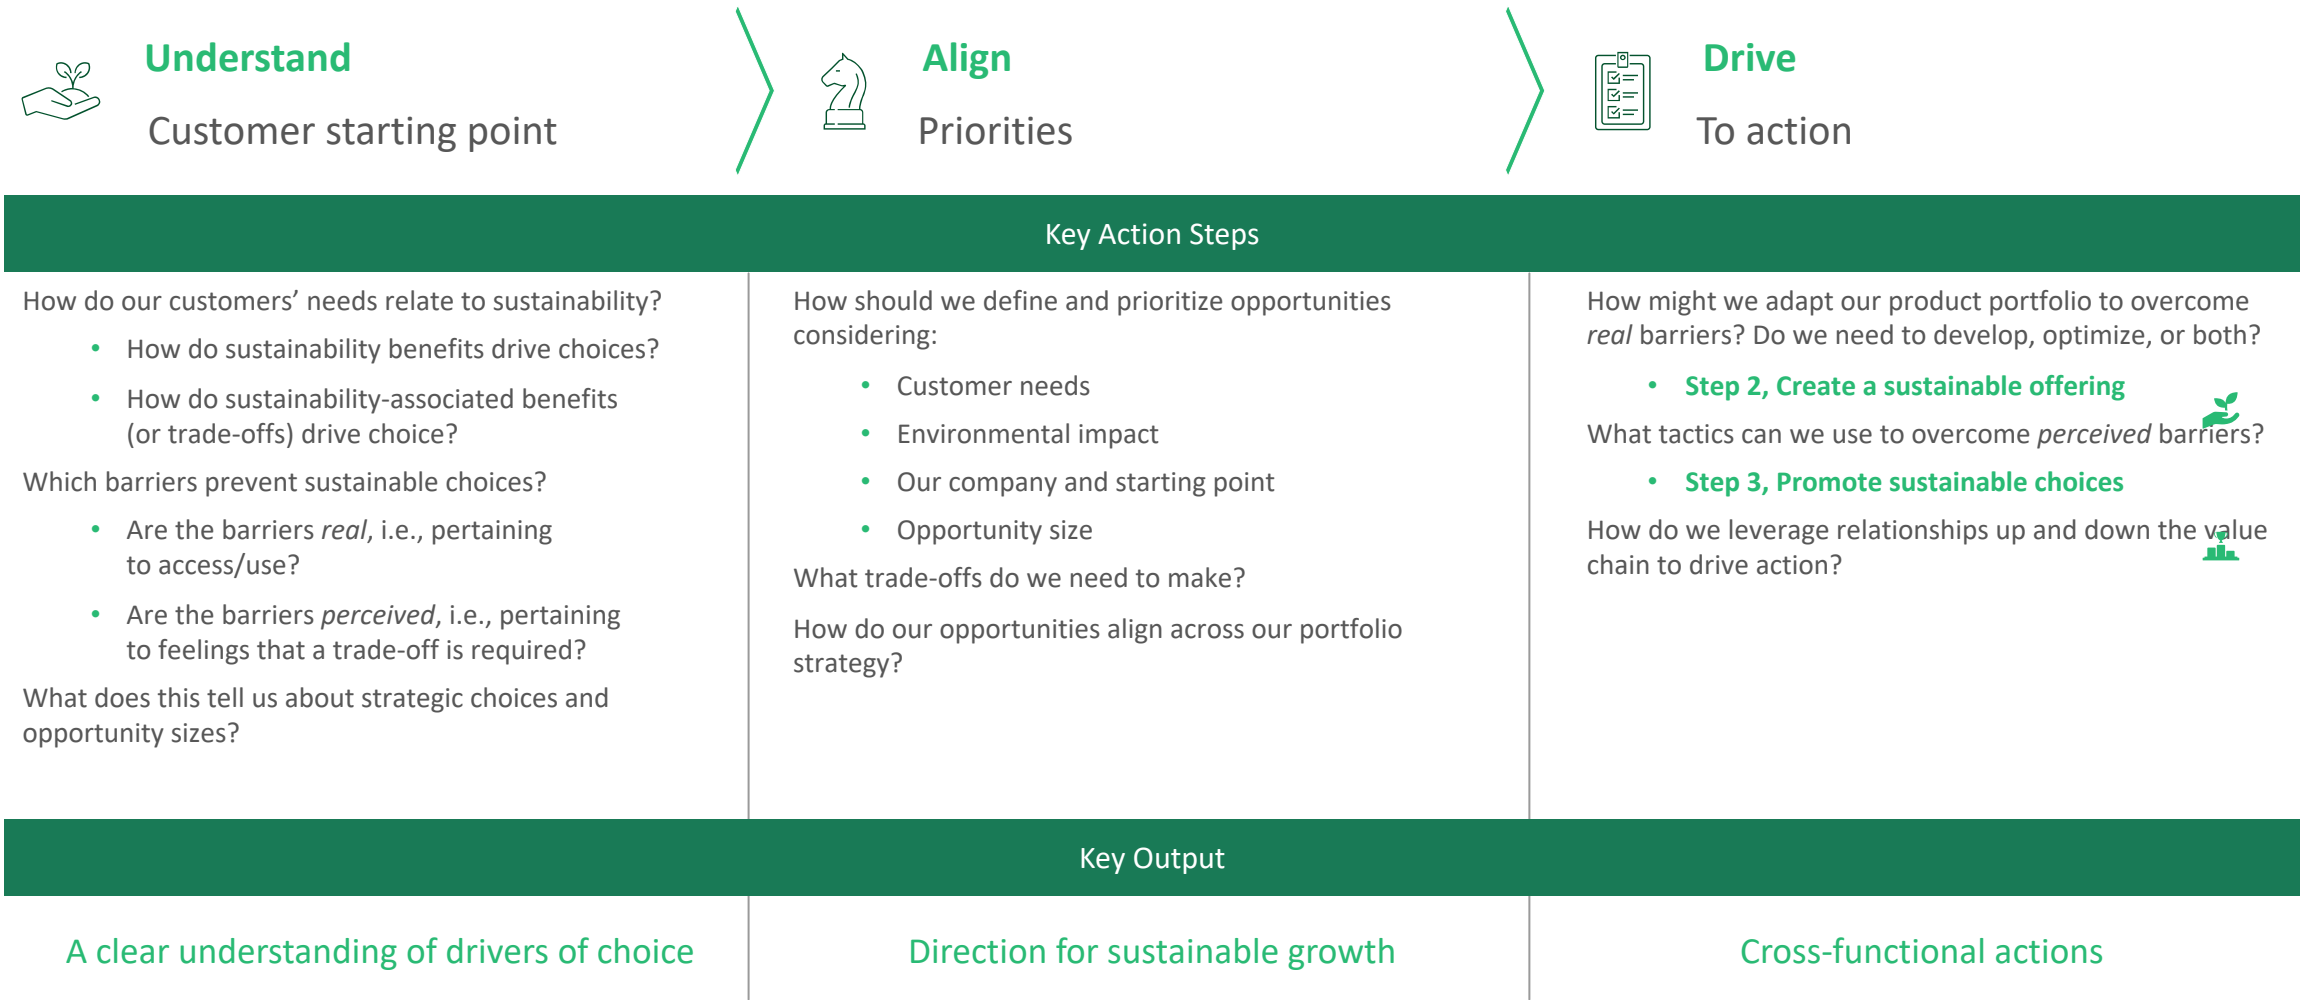 Understand
Customer starting point
Align
Priorities
Drive
To action
Key Action Steps
How do our customers’ needs relate to sustainability?
• How do sustainability benefits drive choices?
• How do sustainability-associated benefits
(or trade-offs) drive choice?
Which barriers prevent sustainable choices?
• Are the barriers real, i.e., pertaining
to access/use?
• Are the barriers perceived, i.e., pertaining
to feelings that a trade-off is required?
What does this tell us about strategic choices and
opportunity sizes?
How should we define and prioritize opportunities
considering:
• Customer needs
• Environmental impact
• Our company and starting point
• Opportunity size
What trade-offs do we need to make?
How do our opportunities align across our portfolio
strategy?
How might we adapt our product portfolio to overcome
real barriers? Do we need to develop, optimize, or both?
• Step 2, Create a sustainable offering
What tactics can we use to overcome perceived barriers?
• Step 3, Promote sustainable choices
How do we leverage relationships up and down the value
chain to drive action?
Key Output
A clear understanding of drivers of choice
Direction for sustainable growth
Cross-functional actions